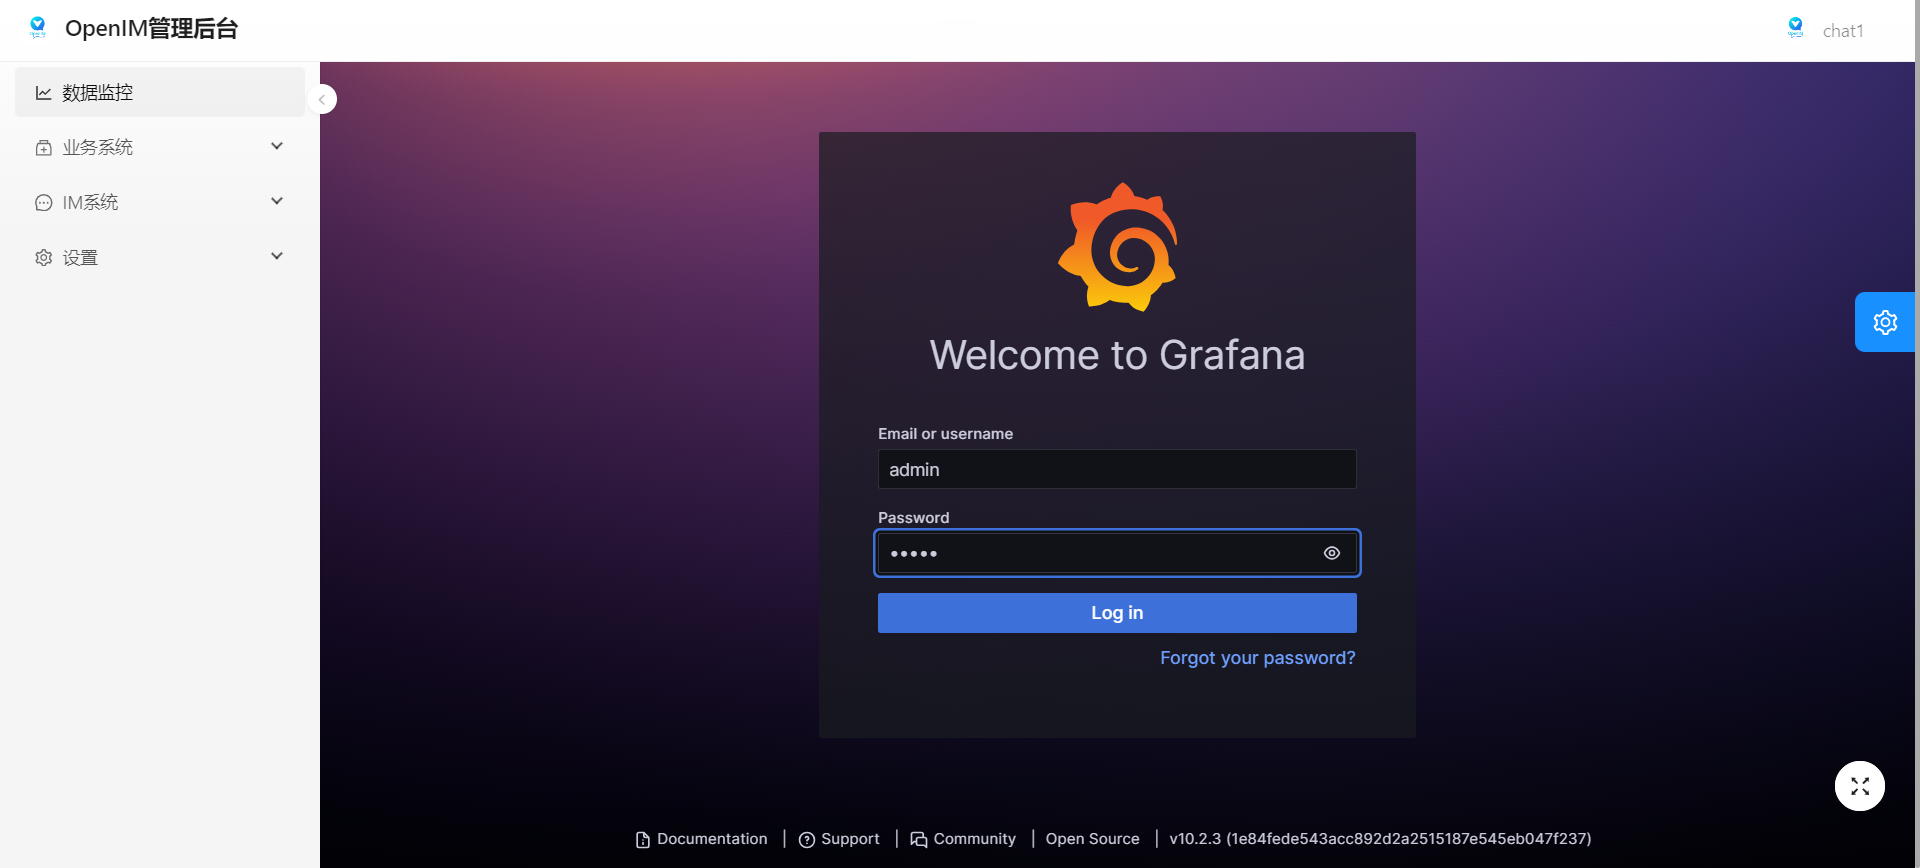 OpenIM管理后台
chat1
数据监控
业务系统
IM系统
设置
Welcome to Grafana
Email or username
admin
Password
•••••
Log in
Forgot your password?
Documentation | Support | Community | Open Source | v10.2.3 (1e84fede543acc892d2a2515187e545eb047f237)